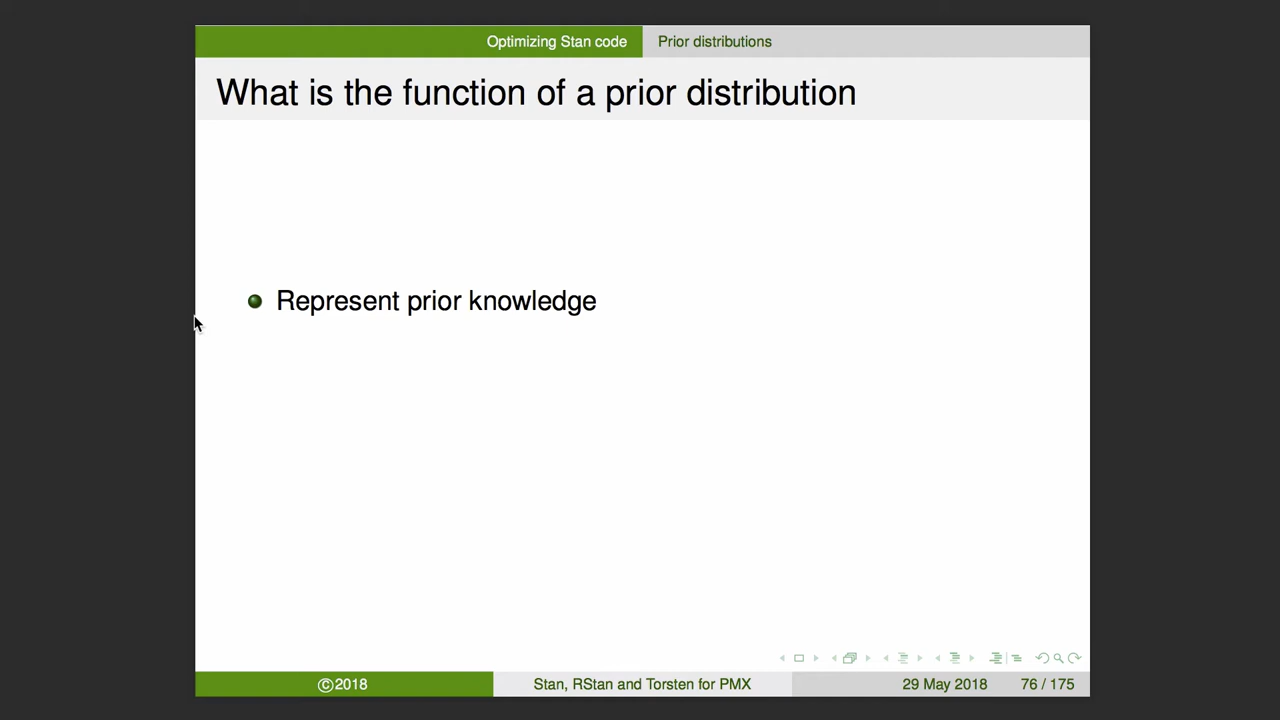 Optimizing Stan code Prior distributions
What is the function of a prior distribution
Represent prior knowledge
©2018 Stan, RStan and Torsten for PMX 29 May 2018 76 / 175